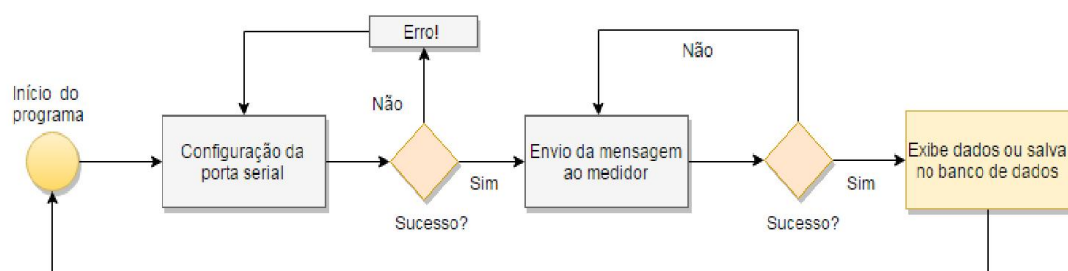 Erro!
Não
Não
Início do
programa
Configuração da
porta serial
Sim
Sucesso?
Envio da mensagem
ao medidor
Sim
Sucesso?
Exibe dados ou salva
no banco de dados